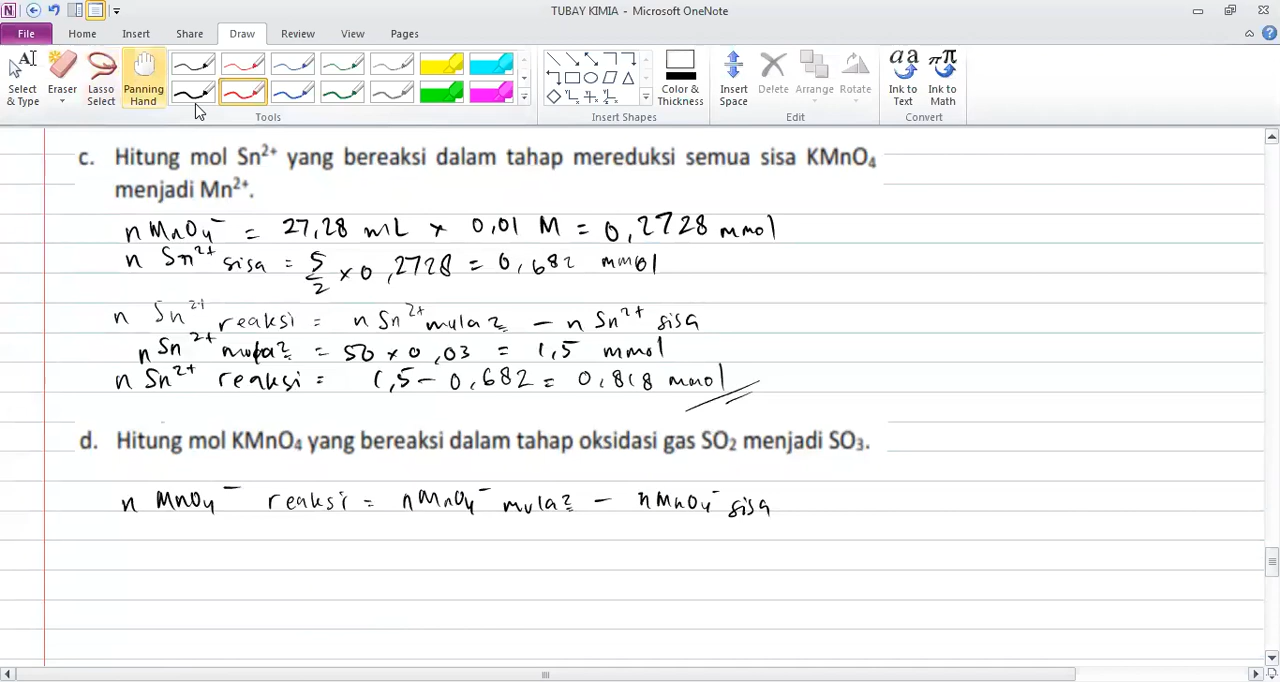 TUBAY KIMIA - Microsoft OneNote
File Home Insert Share Draw Review View Pages
Select & Type Eraser Lasso Select Panning Hand Color & Thickness Insert Space Delete Arrange Rotate Ink to Text Ink to Math
Tools Insert Shapes Edit Convert
c. Hitung mol Sn²⁺ yang bereaksi dalam tahap mereduksi semua sisa KMnO₄
menjadi Mn²⁺.
n MnO₄⁻ = 27,28 mL × 0,01 M = 0,2728 mmol
n Sn²⁺ sisa = 5/2 × 0,2728 = 0,682 mmol
n Sn²⁺ reaksi = n Sn²⁺ mula2 - n Sn²⁺ sisa
n Sn²⁺ mula2 = 50 × 0,03 = 1,5 mmol
n Sn²⁺ reaksi = 1,5 - 0,682 = 0,818 mmol
d. Hitung mol KMnO₄ yang bereaksi dalam tahap oksidasi gas SO₂ menjadi SO₃.
n MnO₄⁻ reaksi = n MnO₄⁻ mula2 - n MnO₄⁻ sisa